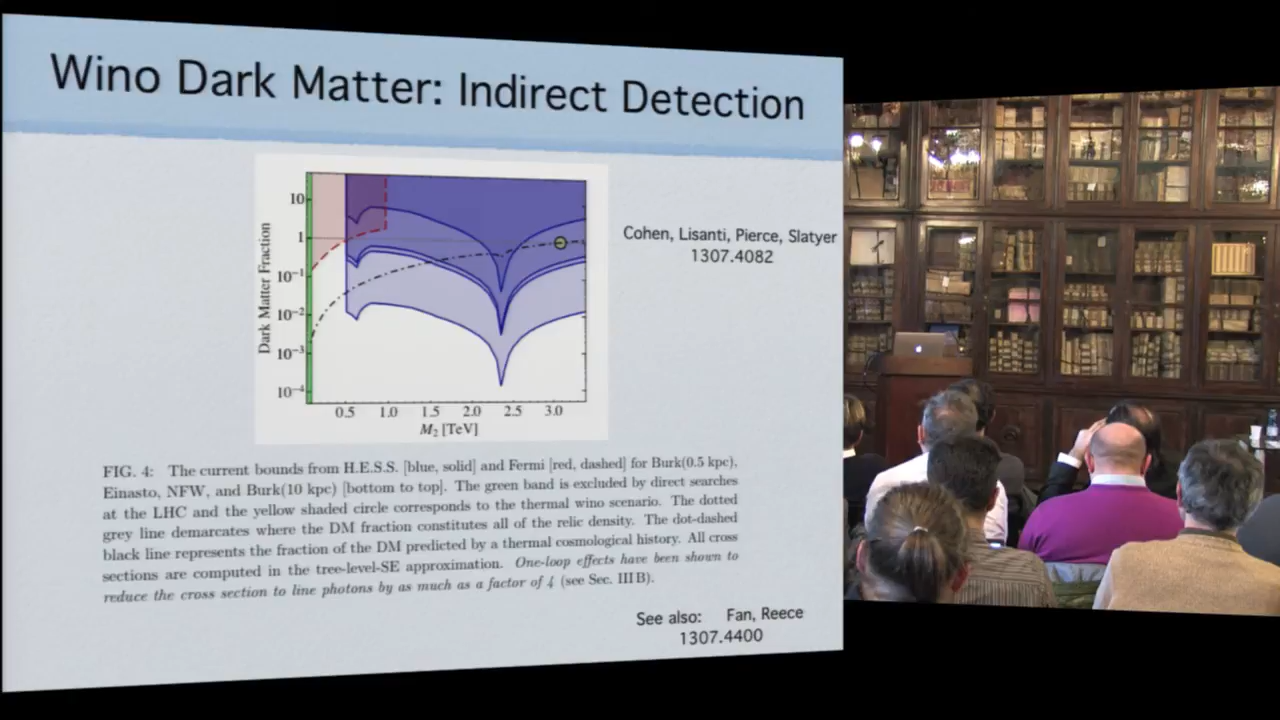 Wino Dark Matter: Indirect Detection
10
1
10⁻¹
10⁻²
10⁻³
10⁻⁴
Dark Matter Fraction
0.5 1.0 1.5 2.0 2.5 3.0
M₂ [TeV]
Cohen, Lisanti, Pierce, Slatyer
1307.4082
FIG. 4: The current bounds from H.E.S.S. [blue, solid] and Fermi [red, dashed] for Burk(0.5 kpc),
Einasto, NFW, and Burk(10 kpc) [bottom to top]. The green band is excluded by direct searches
at the LHC and the yellow shaded circle corresponds to the thermal wino scenario. The dotted
grey line demarcates where the DM fraction constitutes all of the relic density. The dot-dashed
black line represents the fraction of the DM predicted by a thermal cosmological history. All cross
sections are computed in the tree-level-SE approximation. One-loop effects have been shown to
reduce the cross section to line photons by as much as a factor of 4 (see Sec. III B).
See also: Fan, Reece
1307.4400